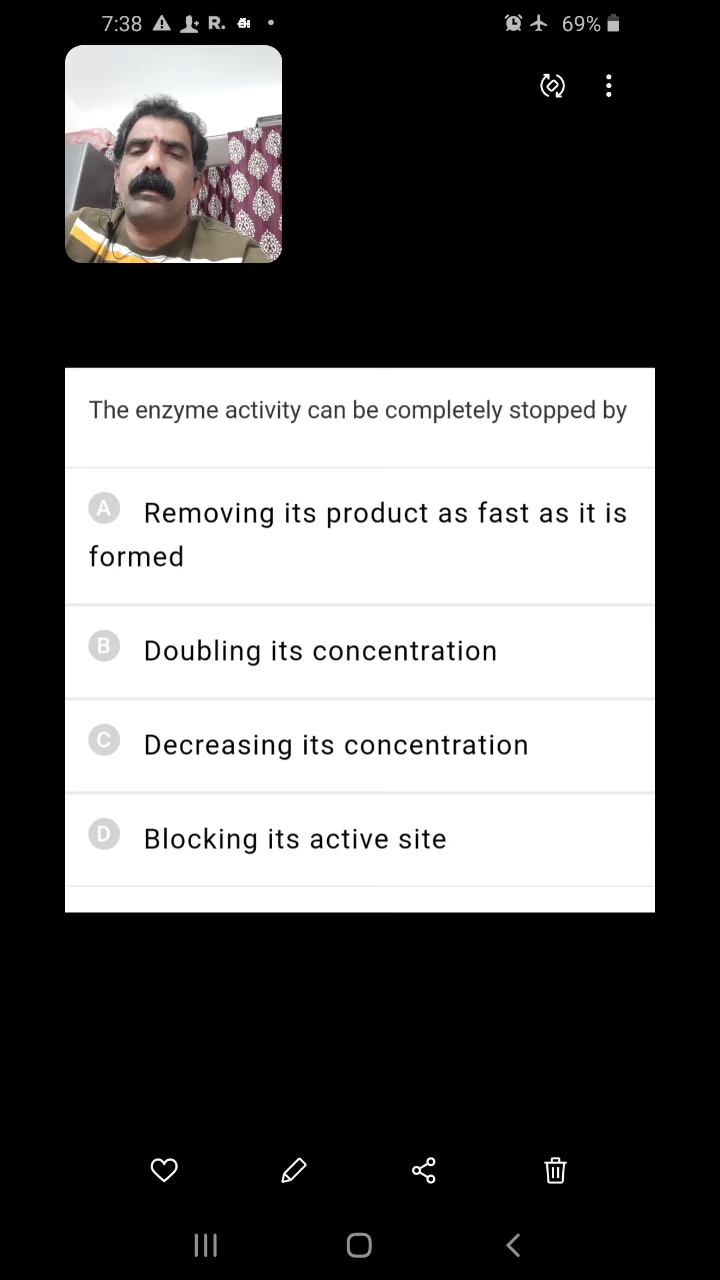 7:38 R. 69%
The enzyme activity can be completely stopped by
A Removing its product as fast as it is
formed
B Doubling its concentration
C Decreasing its concentration
D Blocking its active site